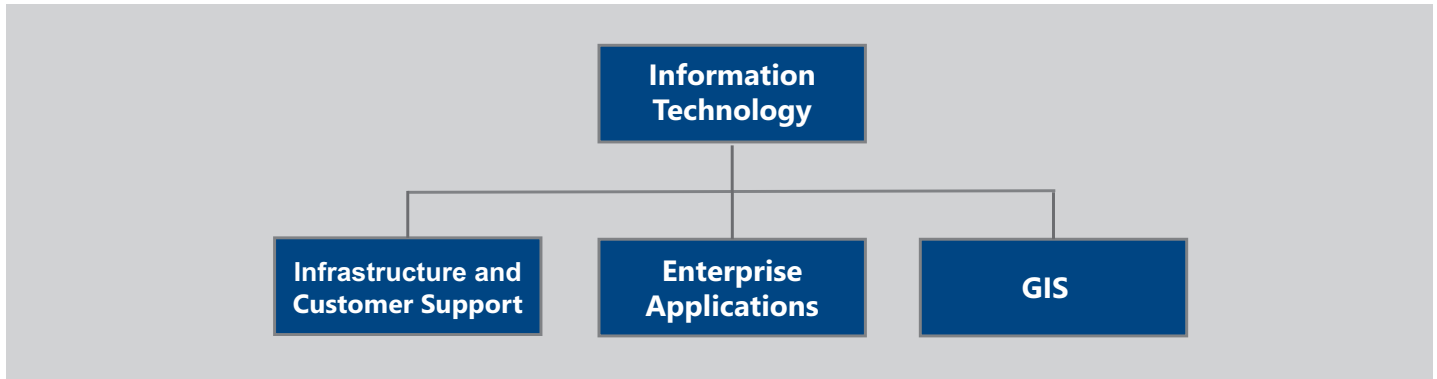 Information
Technology
Infrastructure and
Customer Support
Enterprise
Applications
GIS